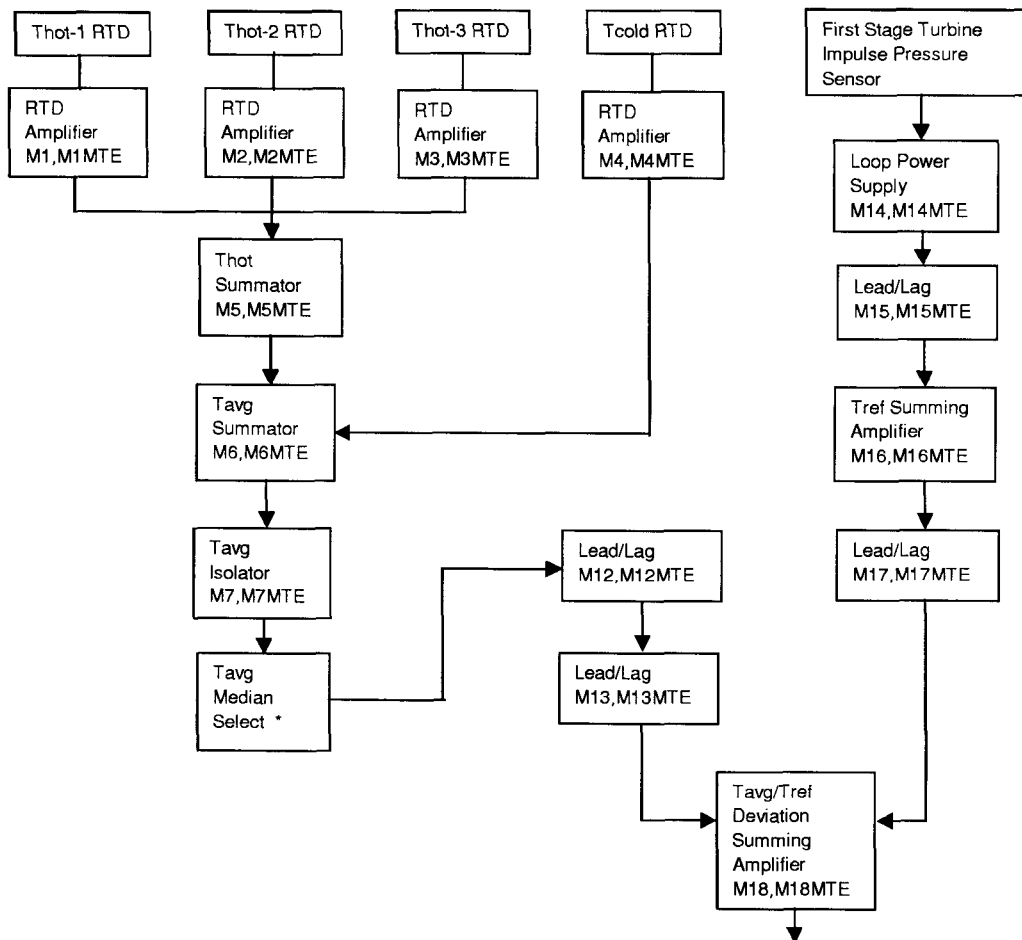 Thot-1 RTD
Thot-2 RTD
Thot-3 RTD
Tcold RTD
First Stage Turbine
Impulse Pressure
Sensor
RTD
Amplifier
M1,M1MTE
RTD
Amplifier
M2,M2MTE
RTD
Amplifier
M3,M3MTE
RTD
Amplifier
M4,M4MTE
Loop Power
Supply
M14,M14MTE
Thot
Summator
M5,M5MTE
Lead/Lag
M15,M15MTE
Tavg
Summator
M6,M6MTE
Tref Summing
Amplifier
M16,M16MTE
Tavg
Isolator
M7,M7MTE
Lead/Lag
M12,M12MTE
Lead/Lag
M17,M17MTE
Tavg
Median
Select *
Lead/Lag
M13,M13MTE
Tavg/Tref
Deviation
Summing
Amplifier
M18,M18MTE